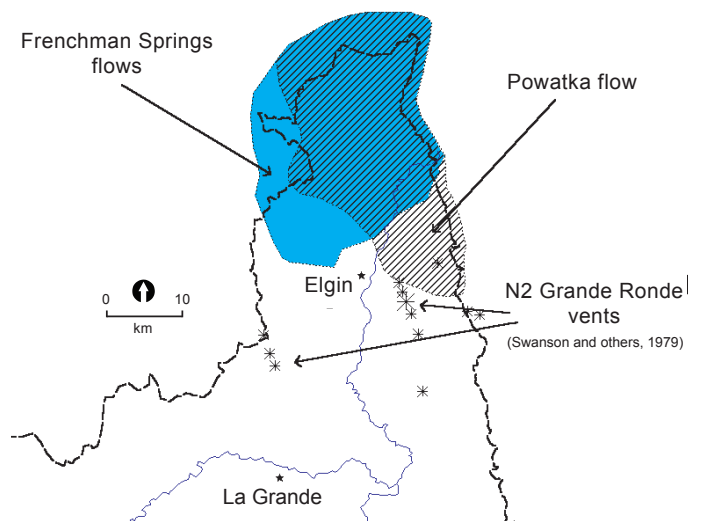 Frenchman Springs
flows
Powatka flow
Elgin
0 10
km
N2 Grande Ronde
vents
(Swanson and others, 1979)
La Grande